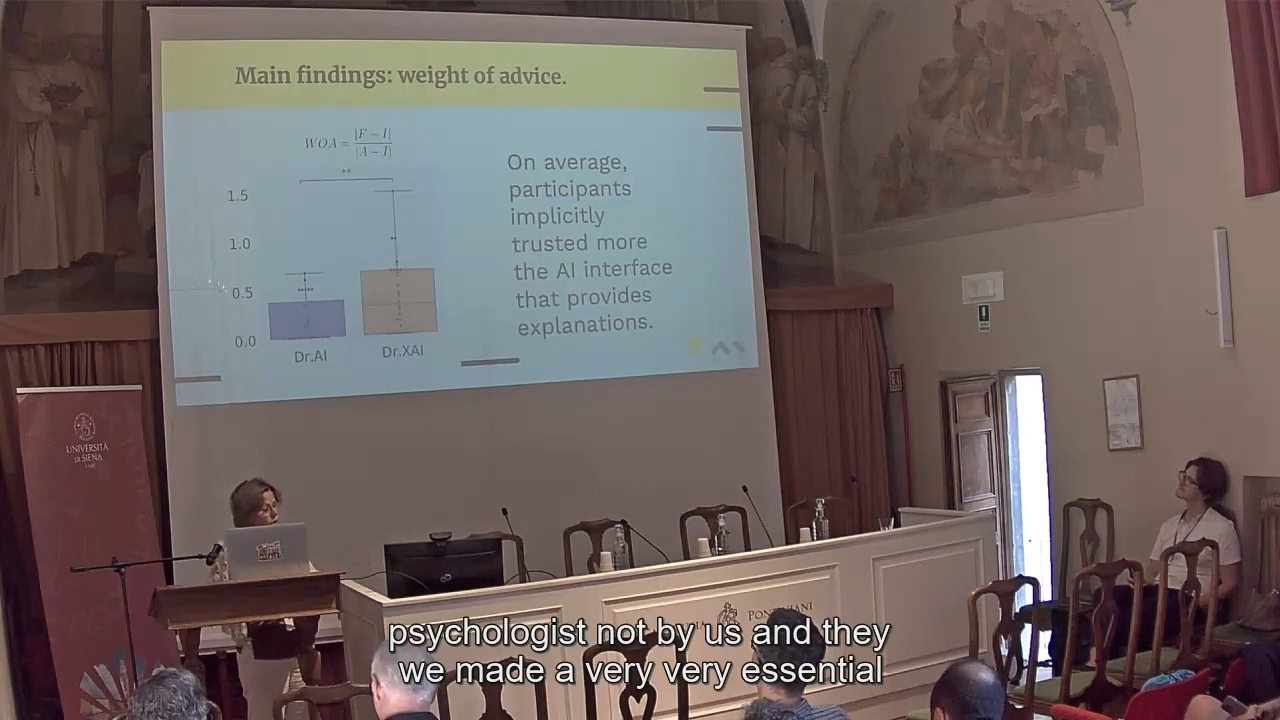 Main findings: weight of advice.
WOA = |F − I|
|A − I|
**
1.5
1.0
0.5
0.0
Dr.AI
Dr.XAI
On average,
participants
implicitly
trusted more
the AI interface
that provides
explanations.
UNIVERSITÀ
DI SIENA
1240
psychologist not by us and they
we made a very very essential